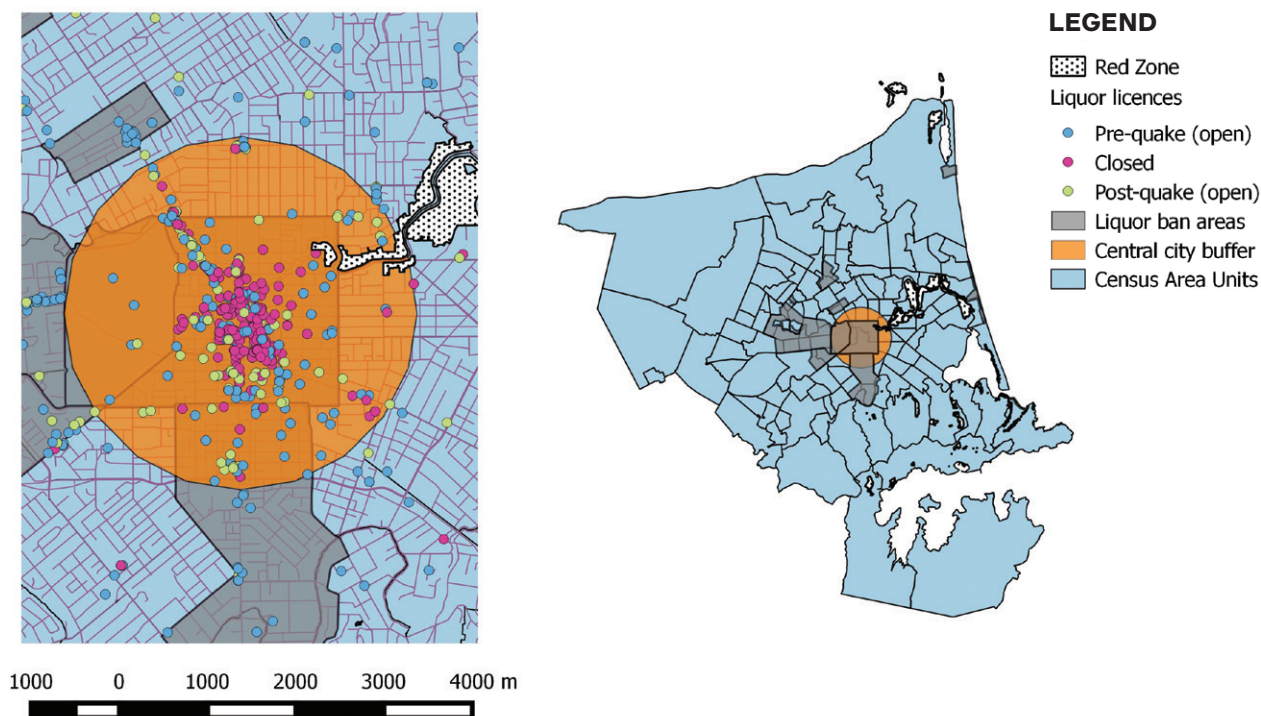 LEGEND
Red Zone
Liquor licences
Pre-quake (open)
Closed
Post-quake (open)
Liquor ban areas
Central city buffer
Census Area Units
1000 0 1000 2000 3000 4000 m